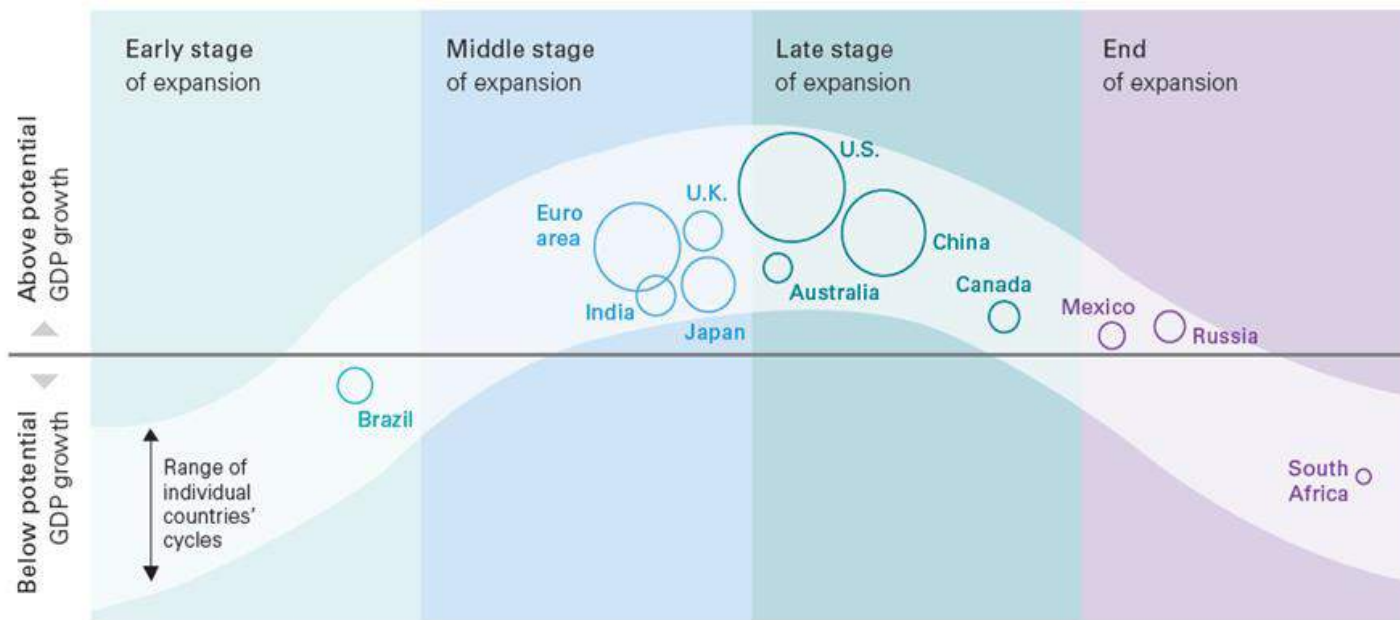 Early stage
of expansion
Middle stage
of expansion
Late stage
of expansion
End
of expansion
Above potential
GDP growth
Below potential
GDP growth
U.S.
U.K.
Euro
area
China
Australia
Canada
India
Japan
Mexico
Russia
Brazil
Range of
individual
countries'
cycles
South
Africa